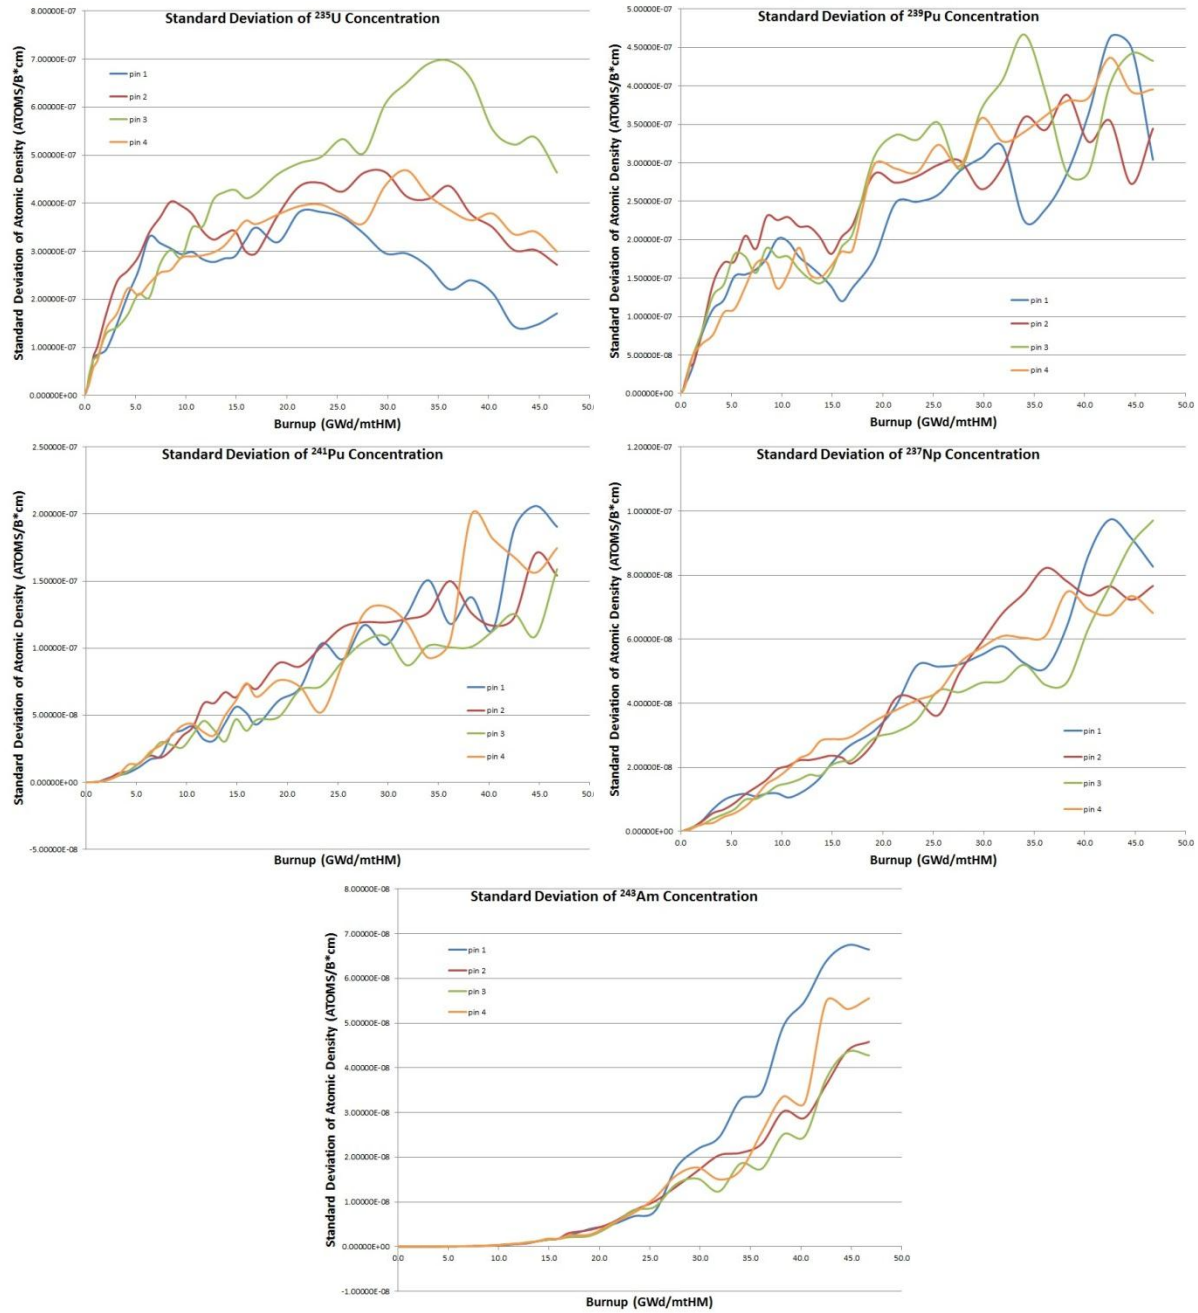 Standard Deviation of ²³⁵U Concentration
Standard Deviation of Atomic Density (ATOMS/B*cm)
8.00000E-07
7.00000E-07
6.00000E-07
5.00000E-07
4.00000E-07
3.00000E-07
2.00000E-07
1.00000E-07
0.00000E+00
pin 1
pin 2
pin 3
pin 4
0.0 5.0 10.0 15.0 20.0 25.0 30.0 35.0 40.0 45.0 50.
Burnup (GWd/mtHM)
Standard Deviation of ²³⁹Pu Concentration
Standard Deviation of Atomic Density (ATOMS/B*cm)
5.00000E-07
4.50000E-07
4.00000E-07
3.50000E-07
3.00000E-07
2.50000E-07
2.00000E-07
1.50000E-07
1.00000E-07
5.00000E-08
0.00000E+00
pin 1
pin 2
pin 3
pin 4
0.0 5.0 10.0 15.0 20.0 25.0 30.0 35.0 40.0 45.0 50.0
Burnup (GWd/mtHM)
Standard Deviation of ²⁴¹Pu Concentration
Standard Deviation of Atomic Density (ATOMS/B*cm)
2.50000E-07
2.00000E-07
1.50000E-07
1.00000E-07
5.00000E-08
0.00000E+00
-5.00000E-08
pin 1
pin 2
pin 3
pin 4
0.0 5.0 10.0 15.0 20.0 25.0 30.0 35.0 40.0 45.0 50.
Burnup (GWd/mtHM)
Standard Deviation of ²³⁷Np Concentration
Standard Deviation of Atomic Density (ATOMS/B*cm)
1.20000E-07
1.00000E-07
8.00000E-08
6.00000E-08
4.00000E-08
2.00000E-08
0.00000E+00
pin 1
pin 2
pin 3
pin 4
0.0 5.0 10.0 15.0 20.0 25.0 30.0 35.0 40.0 45.0 50.0
Burnup (GWd/mtHM)
Standard Deviation of ²⁴³Am Concentration
Standard Deviation of Atomic Density (ATOMS/B*cm)
8.00000E-08
7.00000E-08
6.00000E-08
5.00000E-08
4.00000E-08
3.00000E-08
2.00000E-08
1.00000E-08
0.00000E+00
-1.00000E-08
pin 1
pin 2
pin 3
pin 4
0.0 5.0 10.0 15.0 20.0 25.0 30.0 35.0 40.0 45.0 50.0
Burnup (GWd/mtHM)